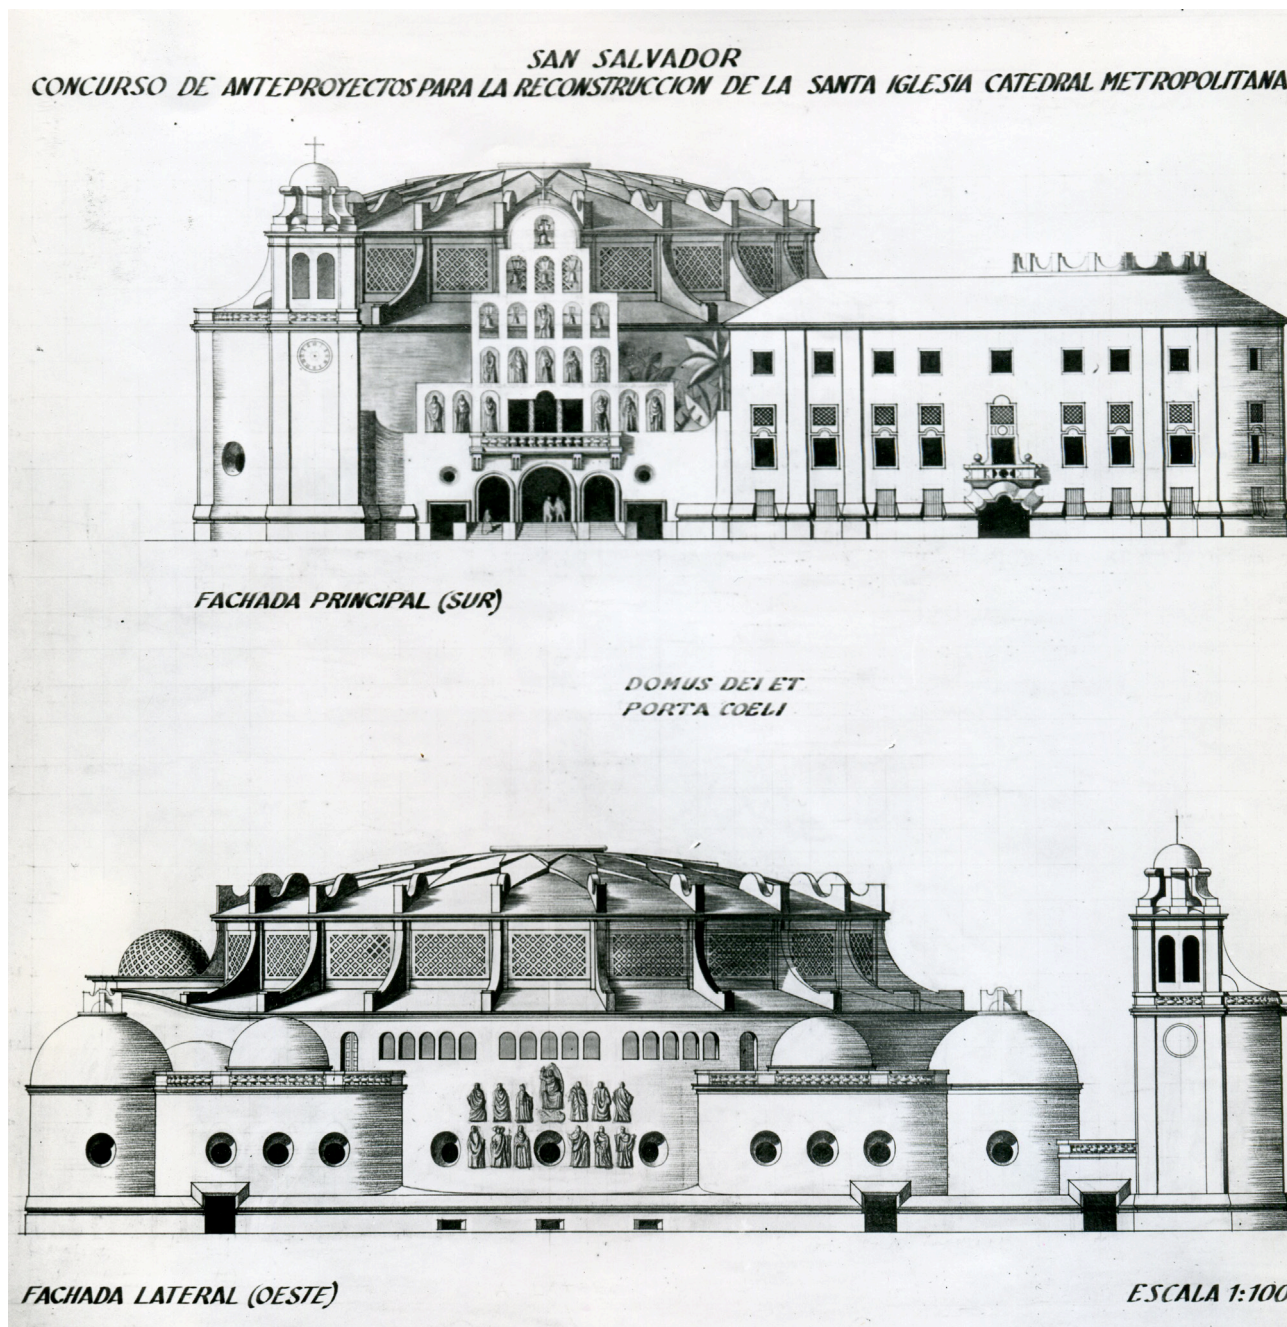 SAN SALVADOR
CONCURSO DE ANTEPROYECTOS PARA LA RECONSTRUCCION DE LA SANTA IGLESIA CATEDRAL METROPOLITANA
FACHADA PRINCIPAL (SUR)
DOMUS DEI ET
PORTA COELI
FACHADA LATERAL (OESTE)
ESCALA 1:100